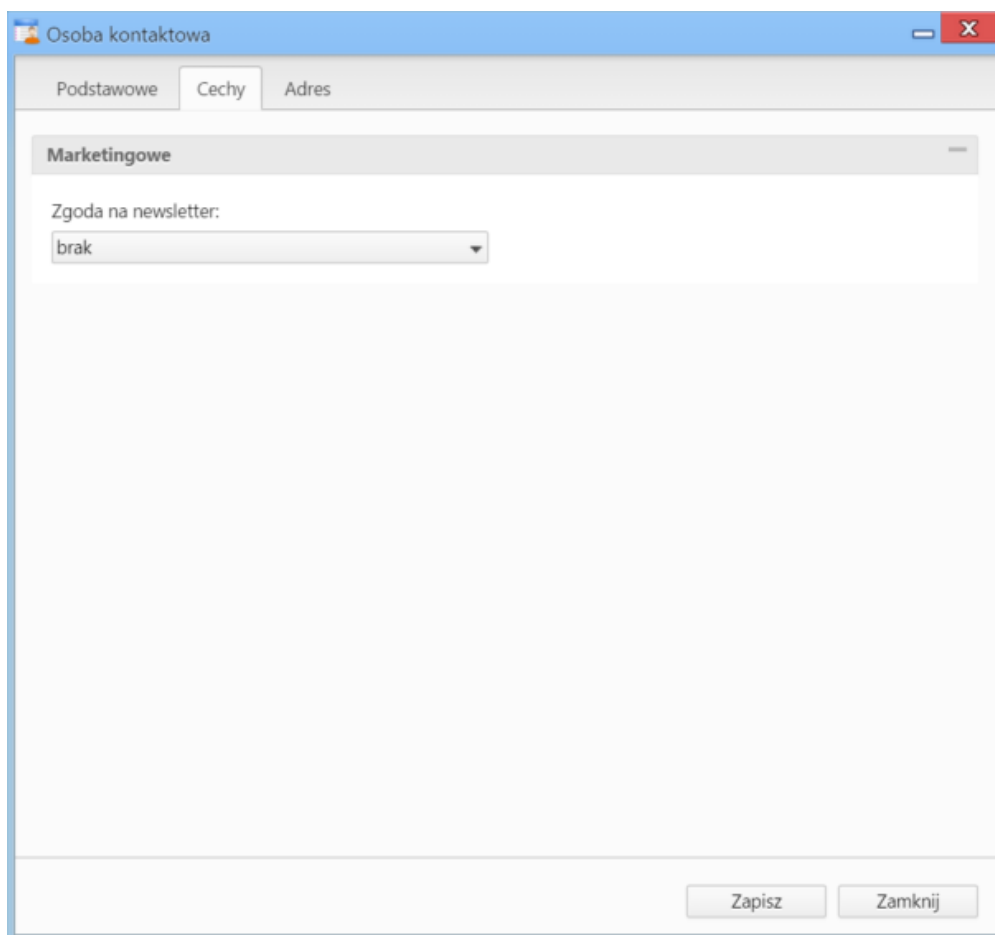 Osoba kontaktowa
Podstawowe Cechy Adres
Marketingowe
Zgoda na newsletter:
brak
Zapisz Zamknij